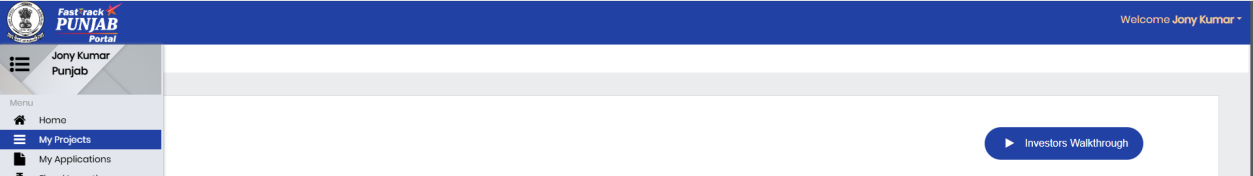 FastTrack
PUNJAB
Portal
Welcome Jony Kumar
Jony Kumar
Punjab
Menu
Home
My Projects
Investors Walkthrough
My Applications